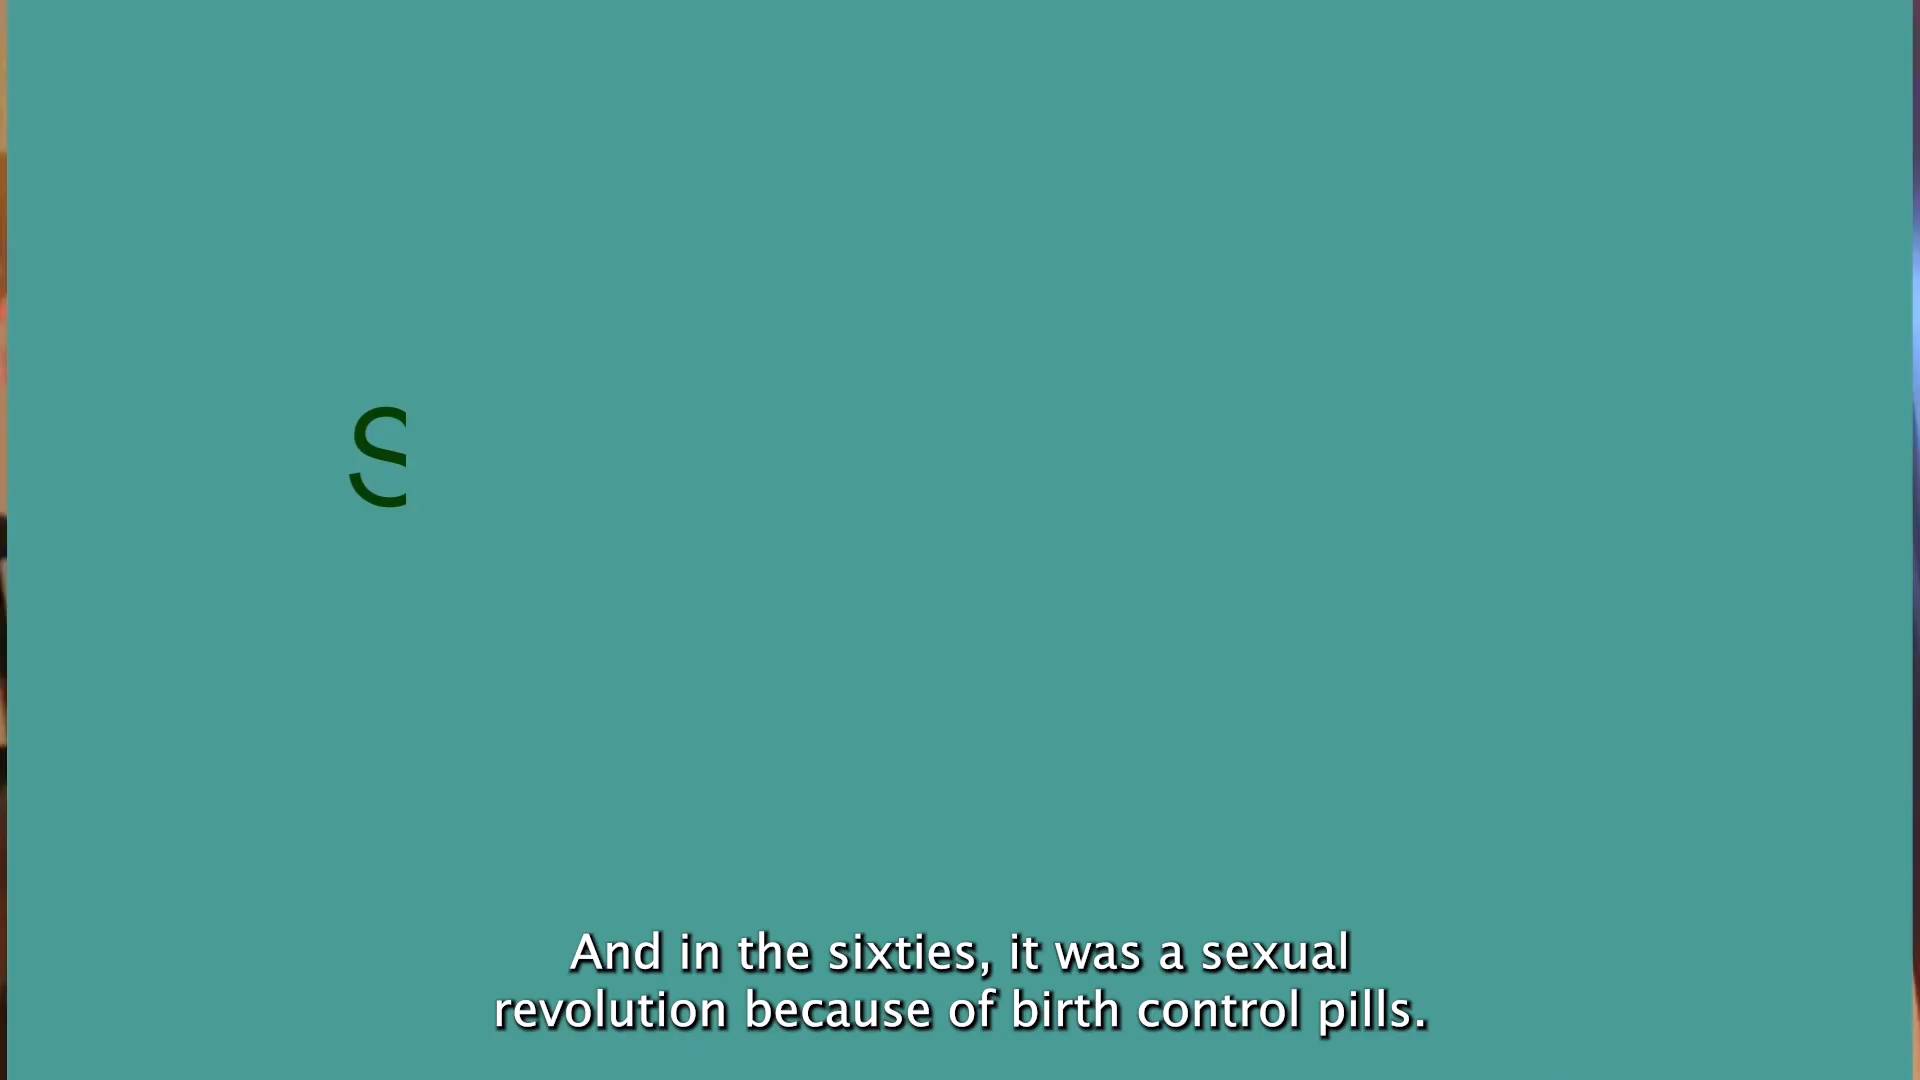 S
And in the sixties, it was a sexual
revolution because of birth control pills.